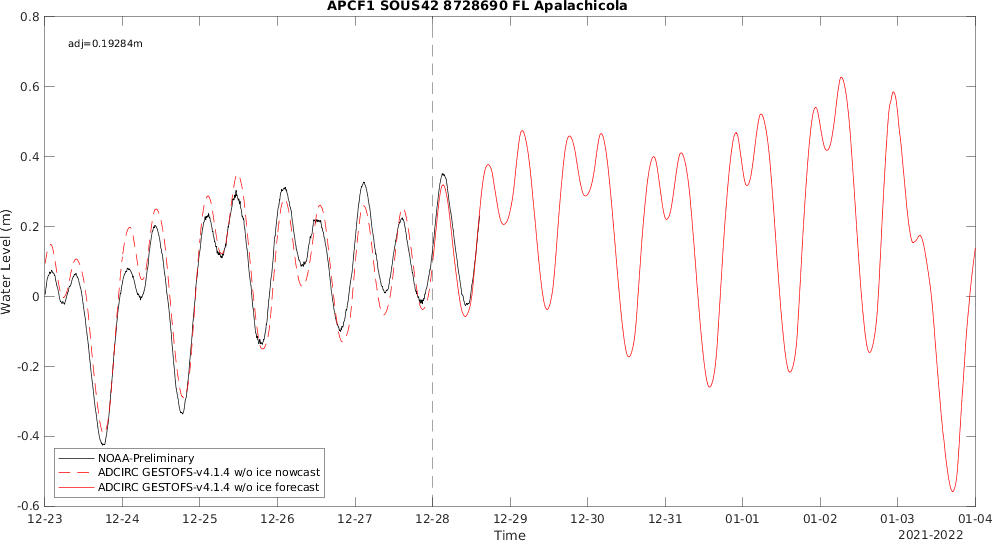 APCF1 SOUS42 8728690 FL Apalachicola
adj=0.19284m
0.8
0.6
0.4
0.2
0
-0.2
-0.4
-0.6
Water Level (m)
NOAA-Preliminary
ADCIRC GESTOFS-v4.1.4 w/o ice nowcast
ADCIRC GESTOFS-v4.1.4 w/o ice forecast
12-23 12-24 12-25 12-26 12-27 12-28 12-29 12-30 12-31 01-01 01-02 01-03 01-04
Time
2021-2022